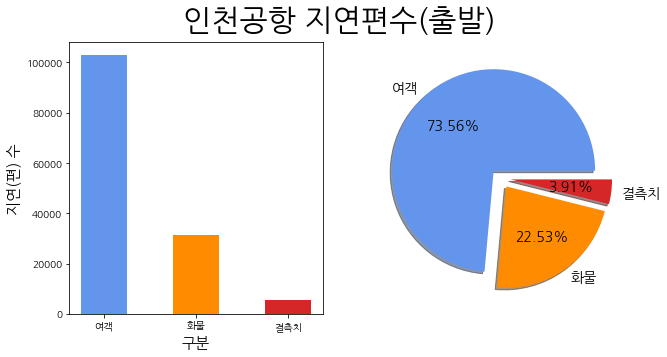 인천공항 지연편수(출발)
지연(편) 수
100000
80000
60000
40000
20000
0
여객
화물
결측치
구분
여객
73.56%
3.91%
결측치
22.53%
화물